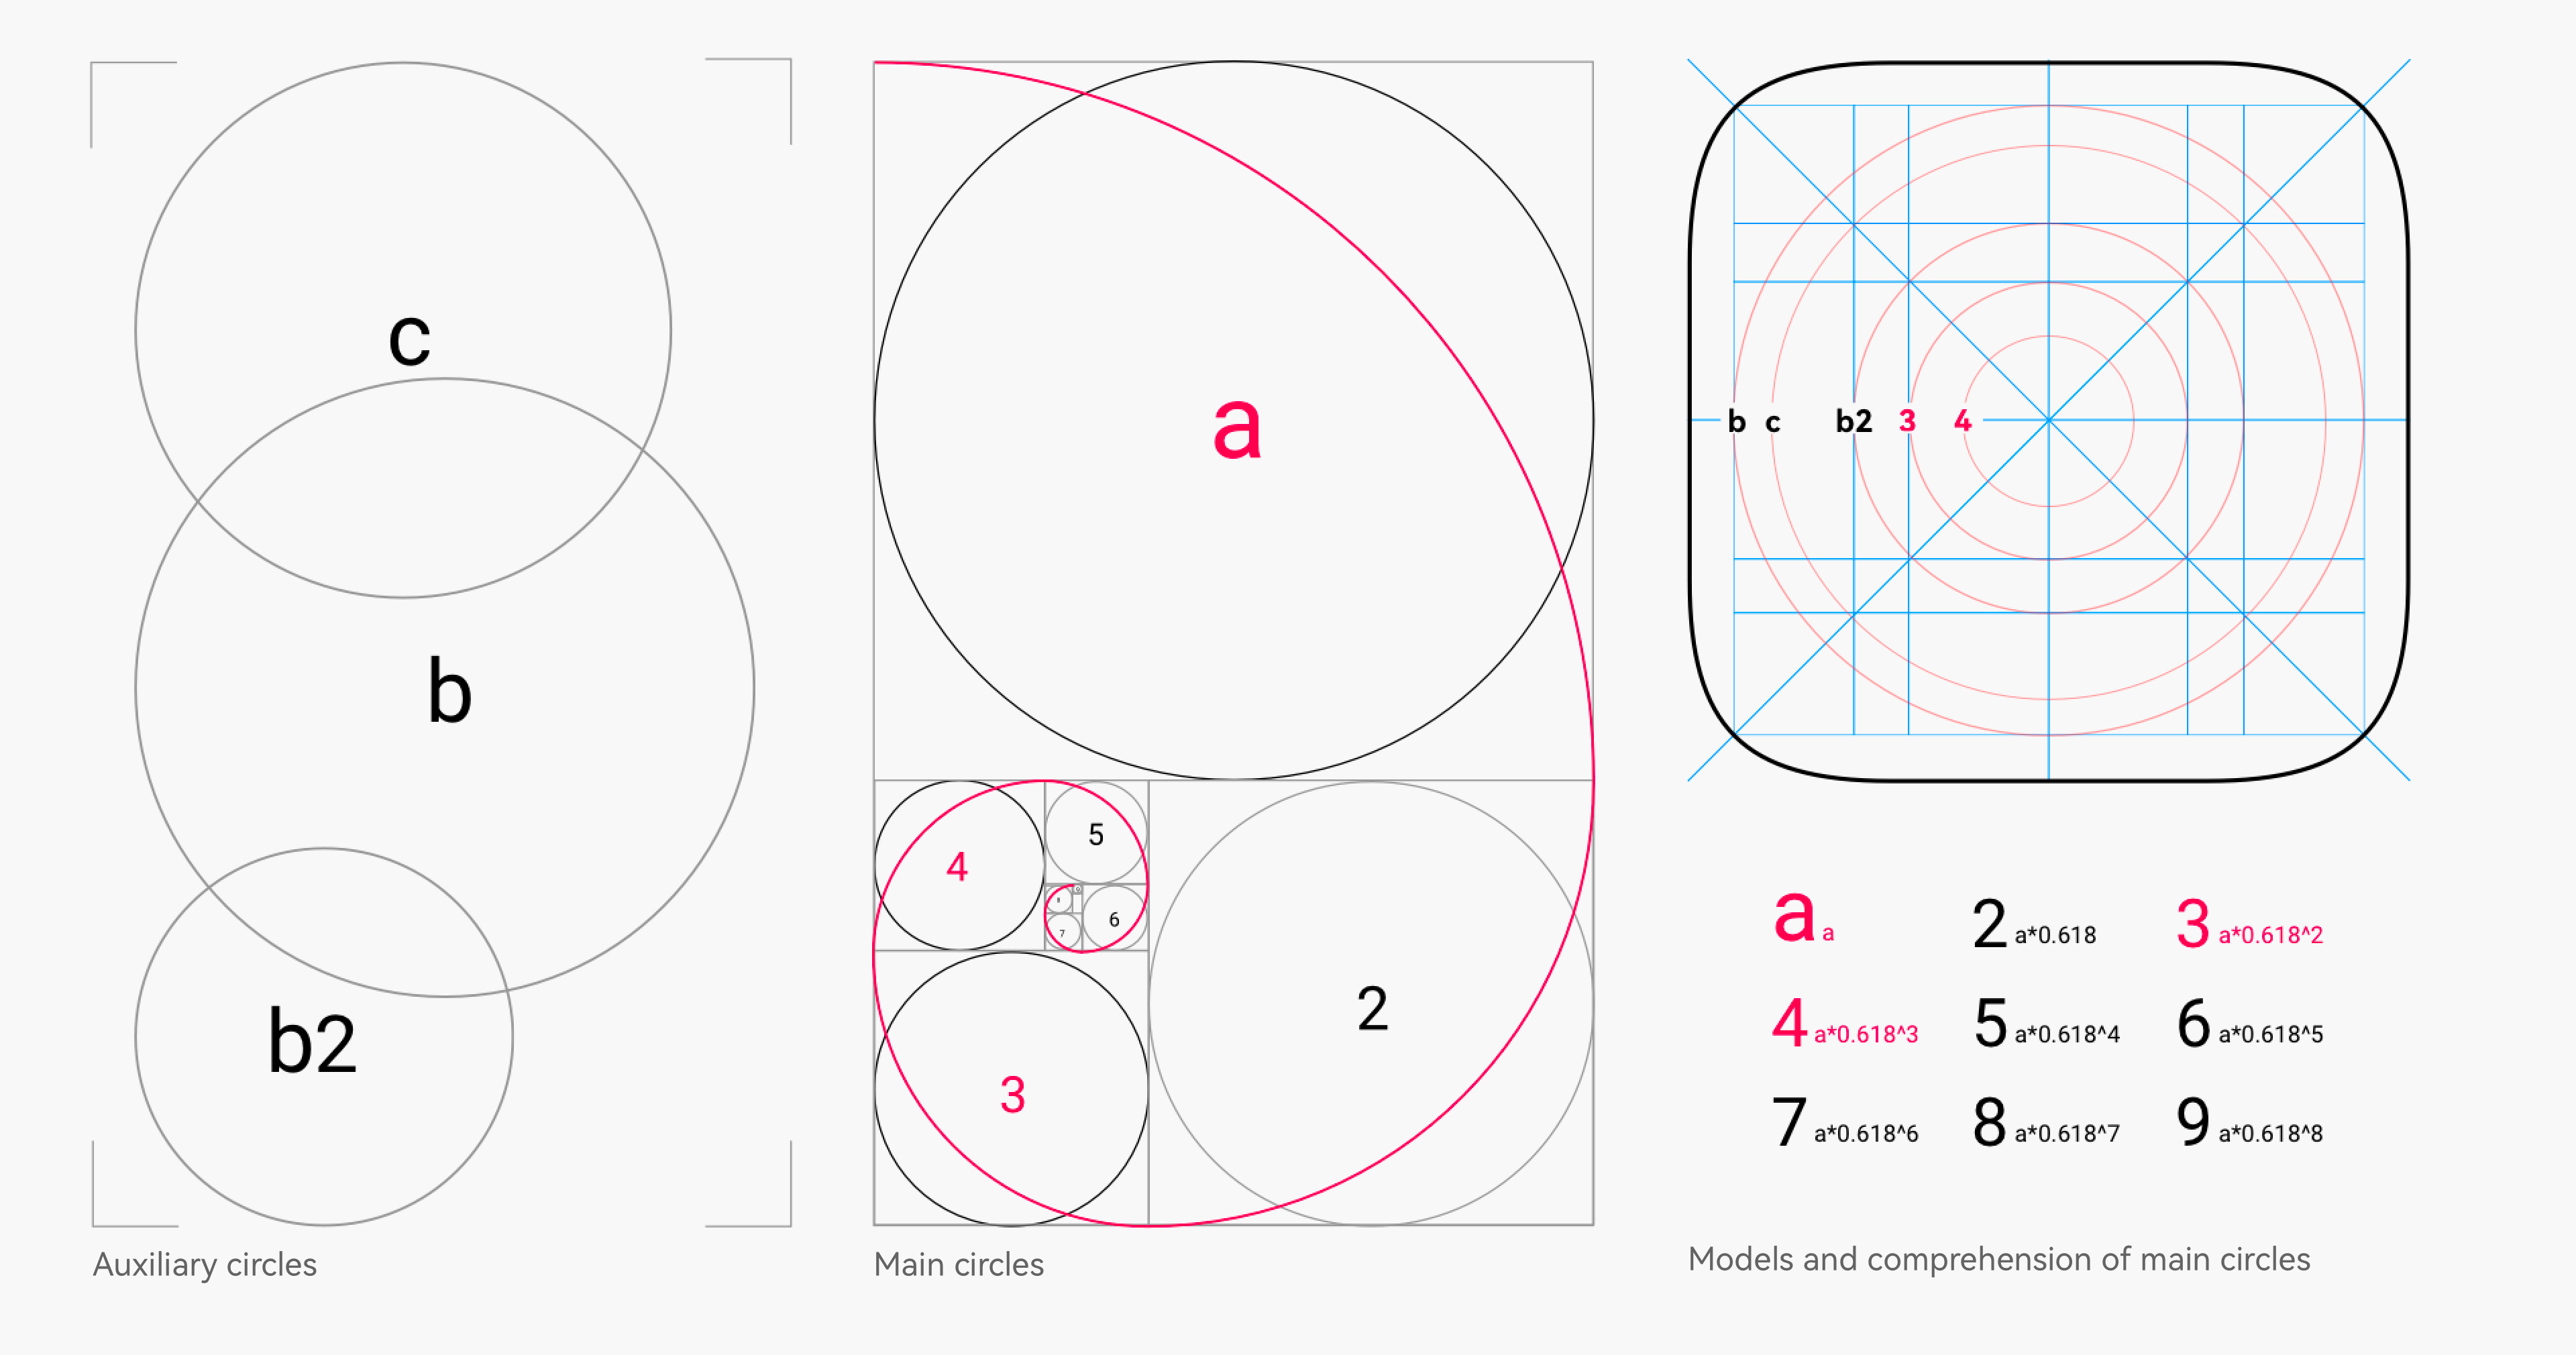 c
b
b2
Auxiliary circles
a
4
5
6
7
3
2
Main circles
b c b2 3 4
a a 2 a*0.618 3 a*0.618^2
4 a*0.618^3 5 a*0.618^4 6 a*0.618^5
7 a*0.618^6 8 a*0.618^7 9 a*0.618^8
Models and comprehension of main circles